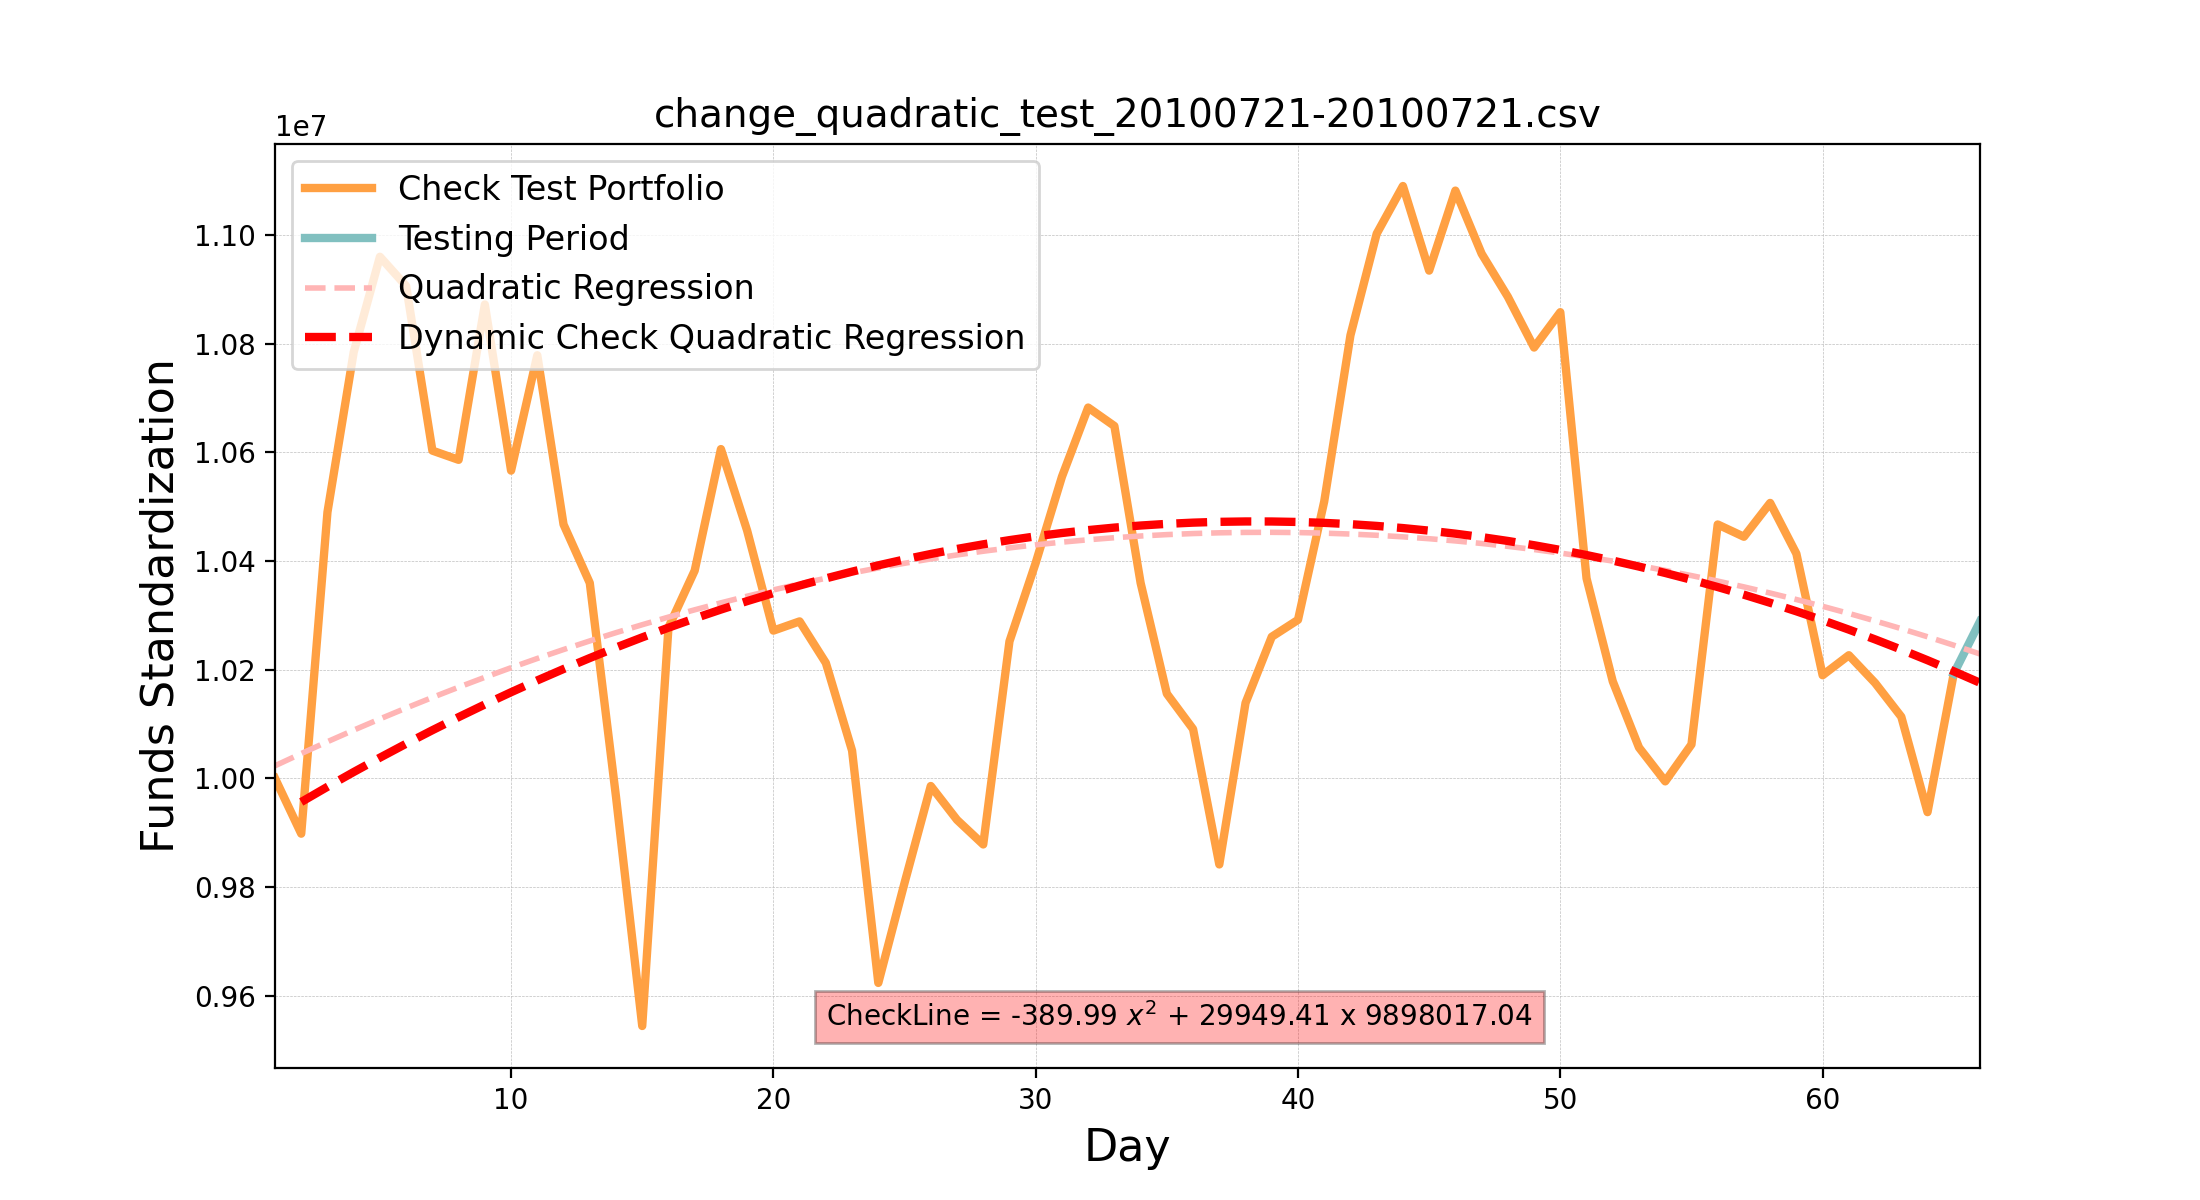 change_quadratic_test_20100721-20100721.csv
1e7
Check Test Portfolio
Testing Period
Quadratic Regression
Dynamic Check Quadratic Regression
1.10
1.08
1.06
1.04
1.02
1.00
0.98
0.96
Funds Standardization
CheckLine = -389.99 x² + 29949.41 x 9898017.04
10 20 30 40 50 60
Day